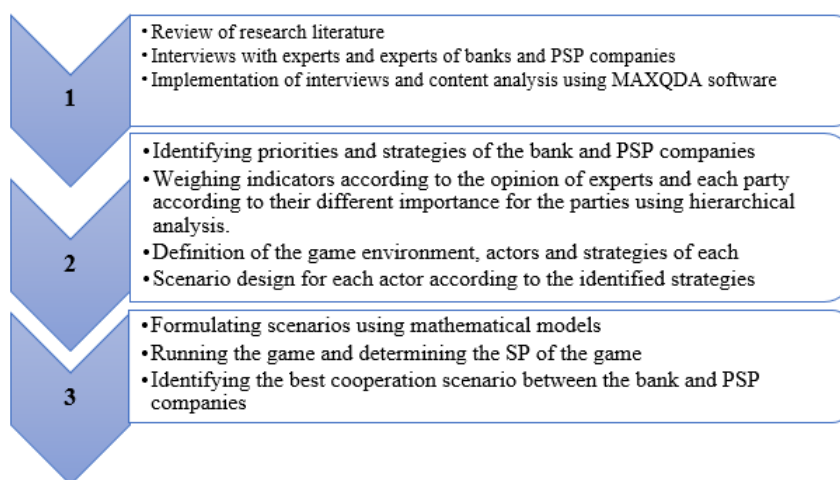 1
• Review of research literature
• Interviews with experts and experts of banks and PSP companies
• Implementation of interviews and content analysis using MAXQDA software
2
• Identifying priorities and strategies of the bank and PSP companies
• Weighing indicators according to the opinion of experts and each party
according to their different importance for the parties using hierarchical
analysis.
• Definition of the game environment, actors and strategies of each
• Scenario design for each actor according to the identified strategies
3
• Formulating scenarios using mathematical models
• Running the game and determining the SP of the game
• Identifying the best cooperation scenario between the bank and PSP
companies